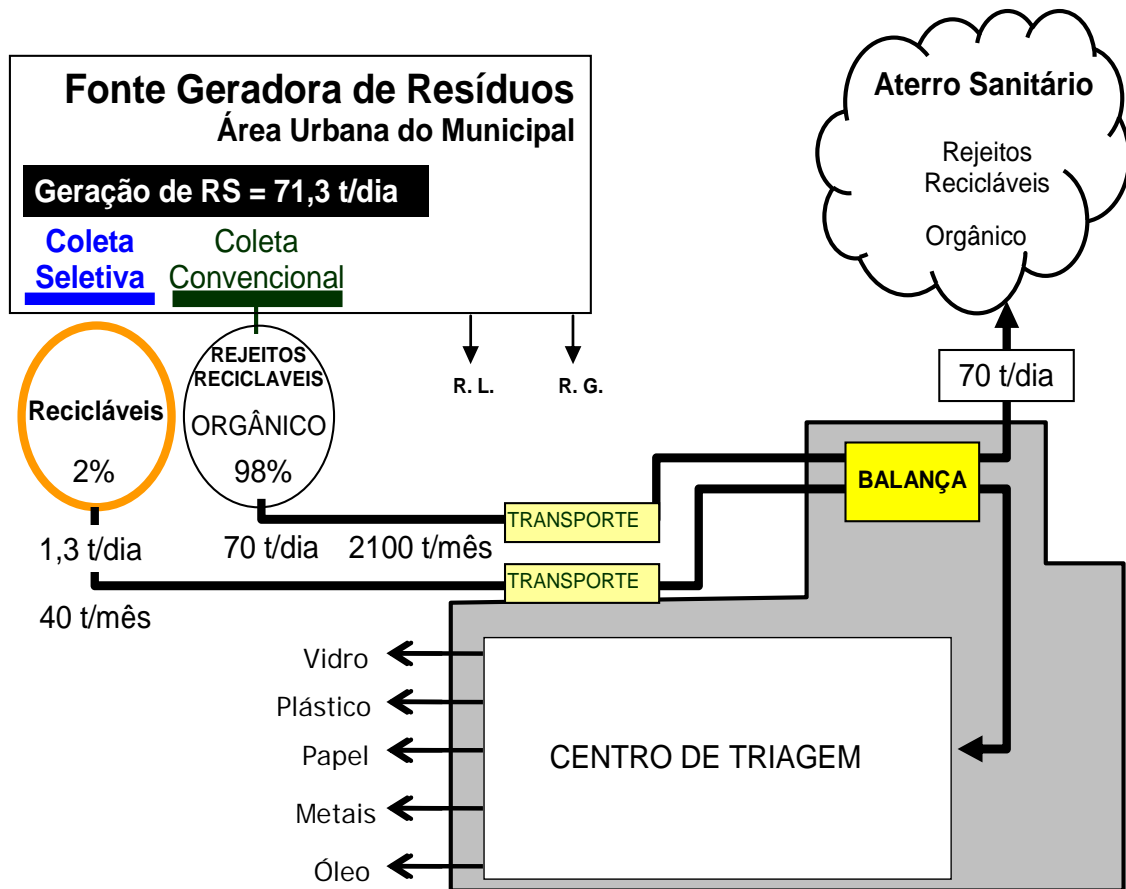 Fonte Geradora de Resíduos
Área Urbana do Municipal
Geração de RS = 71,3 t/dia
Coleta
Seletiva
Coleta
Convencional
Aterro Sanitário
Rejeitos
Recicláveis
Orgânico
Recicláveis
2%
REJEITOS
RECICLAVEIS
ORGÂNICO
98%
R. L.
R. G.
70 t/dia
BALANÇA
TRANSPORTE
1,3 t/dia
70 t/dia
2100 t/mês
TRANSPORTE
40 t/mês
Vidro
Plástico
Papel
Metais
Óleo
CENTRO DE TRIAGEM